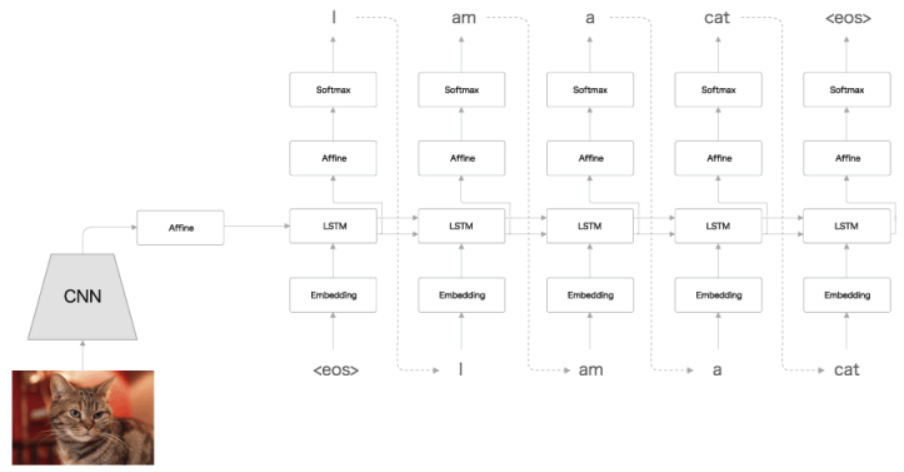 I am a cat <eos>
Softmax Softmax Softmax Softmax Softmax
Affine Affine Affine Affine Affine
Affine LSTM LSTM LSTM LSTM LSTM
CNN Embedding Embedding Embedding Embedding Embedding
<eos> I am a cat